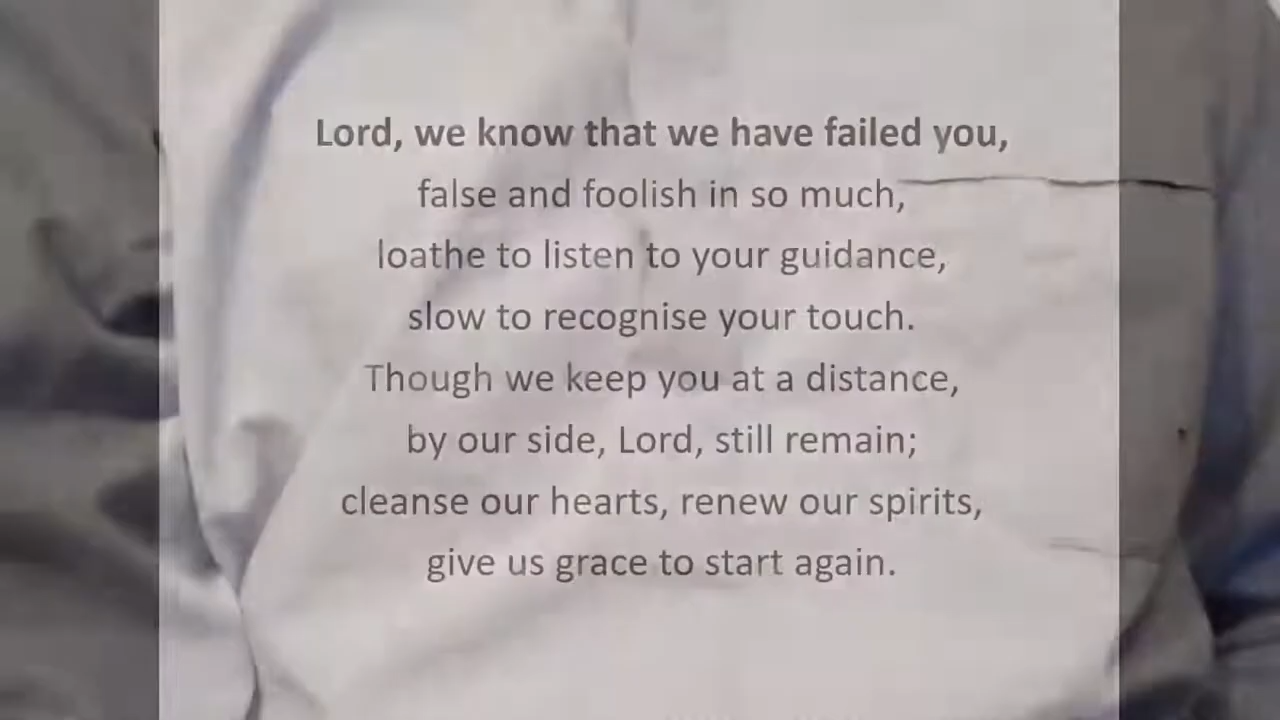 Lord, we know that we have failed you,
false and foolish in so much,
loathe to listen to your guidance,
slow to recognise your touch.
Though we keep you at a distance,
by our side, Lord, still remain;
cleanse our hearts, renew our spirits,
give us grace to start again.